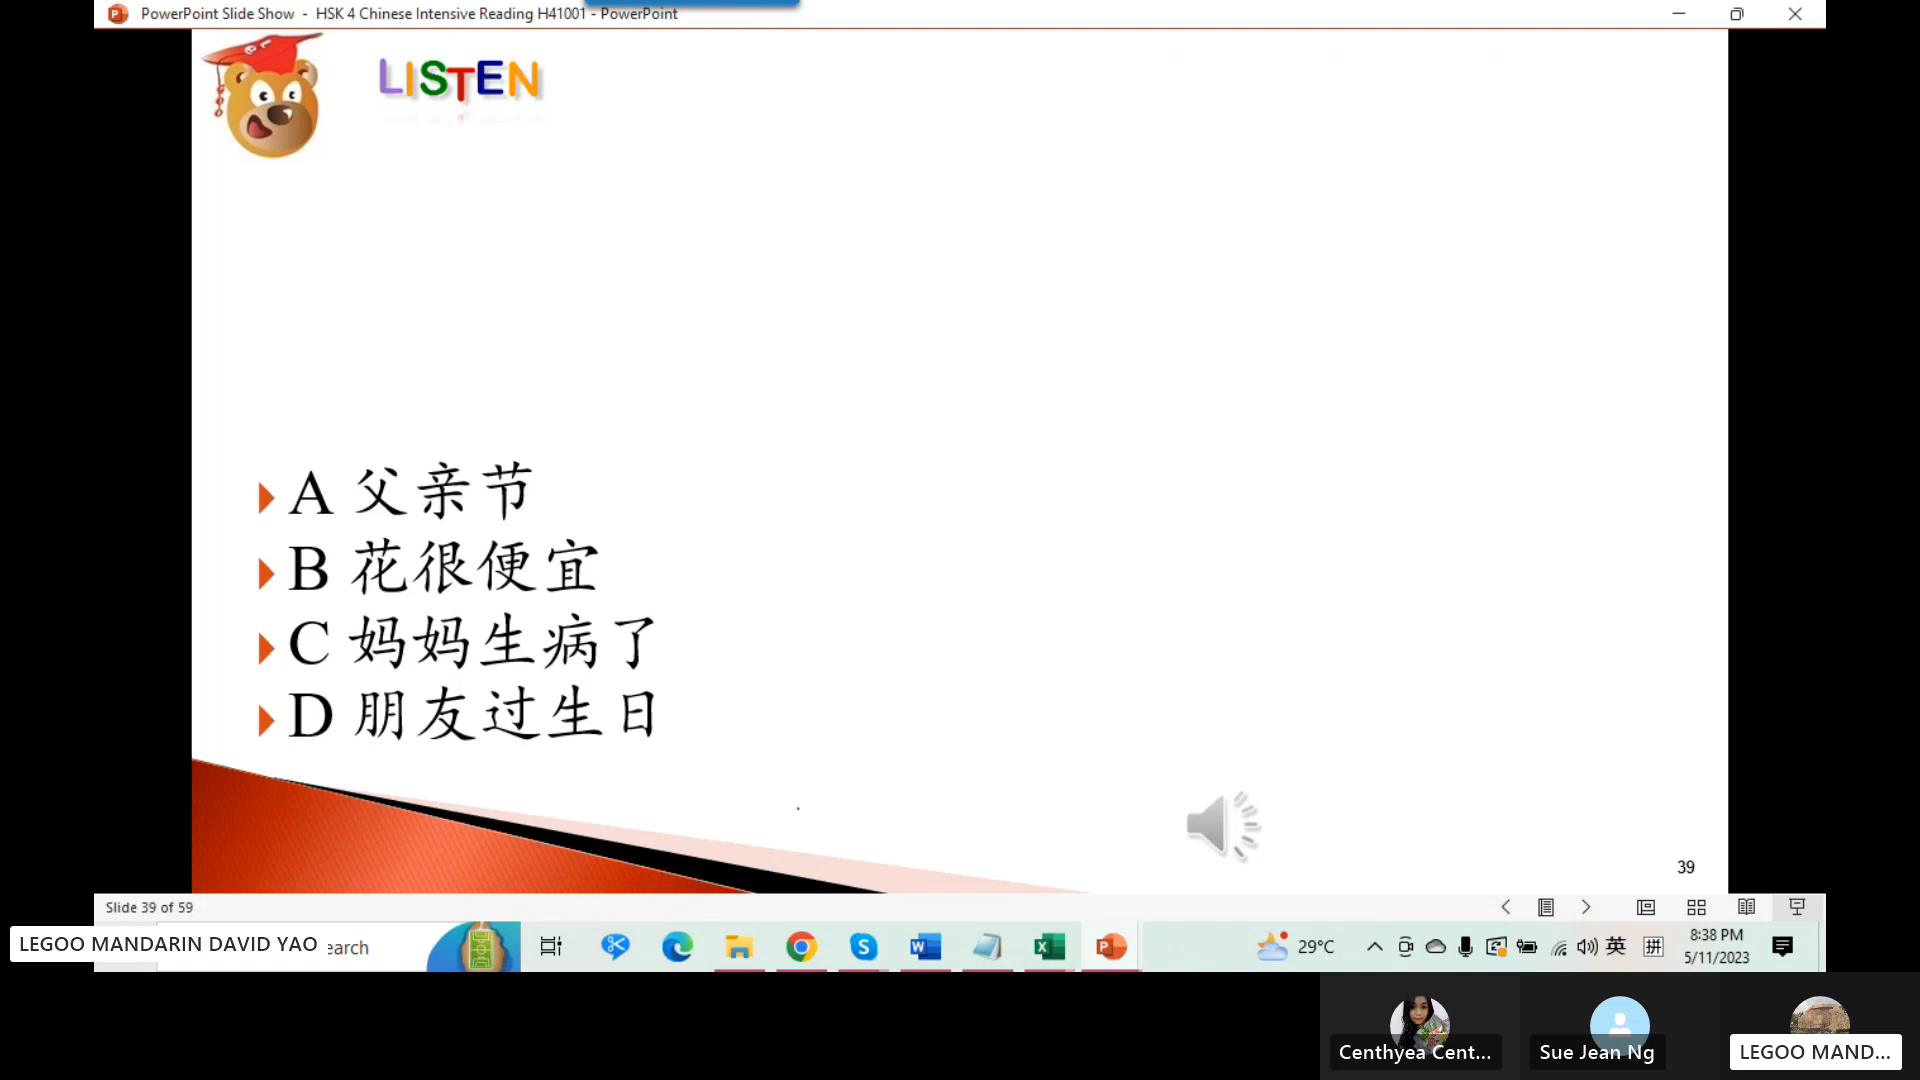 PowerPoint Slide Show - HSK 4 Chinese Intensive Reading H41001 - PowerPoint
LISTEN
A 父亲节
B 花很便宜
C 妈妈生病了
D 朋友过生日
39
Slide 39 of 59
LEGOO MANDARIN DAVID YAO
earch
29°C
英
拼
8:38 PM
5/11/2023
Centhyea Cent...
Sue Jean Ng
LEGOO MAND...